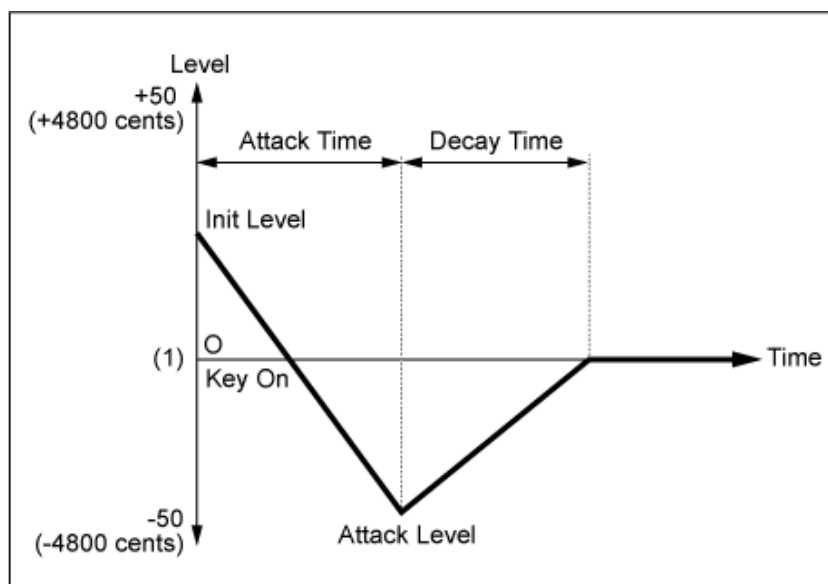 Level
+50
(+4800 cents)
Attack Time
Decay Time
Init Level
(1)
O
Time
Key On
-50
(-4800 cents)
Attack Level